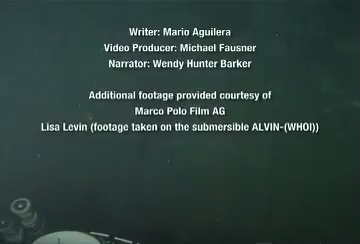 Writer: Mario Aguilera
Video Producer: Michael Fausner
Narrator: Wendy Hunter Barker
Additional footage provided courtesy of
Marco Polo Film AG
Lisa Levin (footage taken on the submersible ALVIN-(WHOI))